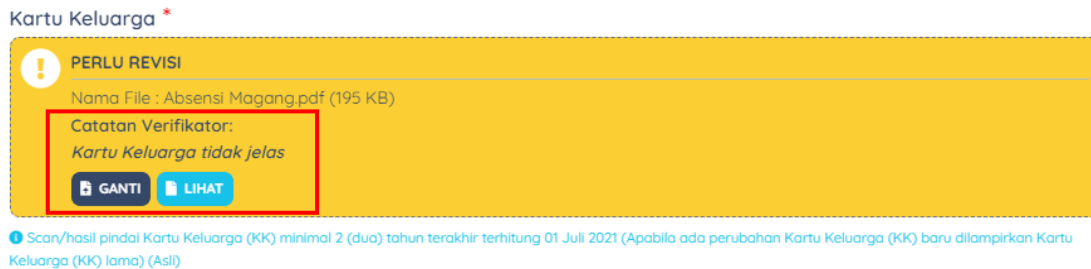 Kartu Keluarga *
PERLU REVISI
Nama File : Absensi Magang.pdf (195 KB)
Catatan Verifikator:
Kartu Keluarga tidak jelas
GANTI LIHAT
Scan/hasil pindai Kartu Keluarga (KK) minimal 2 (dua) tahun terakhir terhitung 01 Juli 2021 (Apabila ada perubahan Kartu Keluarga (KK) baru dilampirkan Kartu
Keluarga (KK) lama) (Asli)